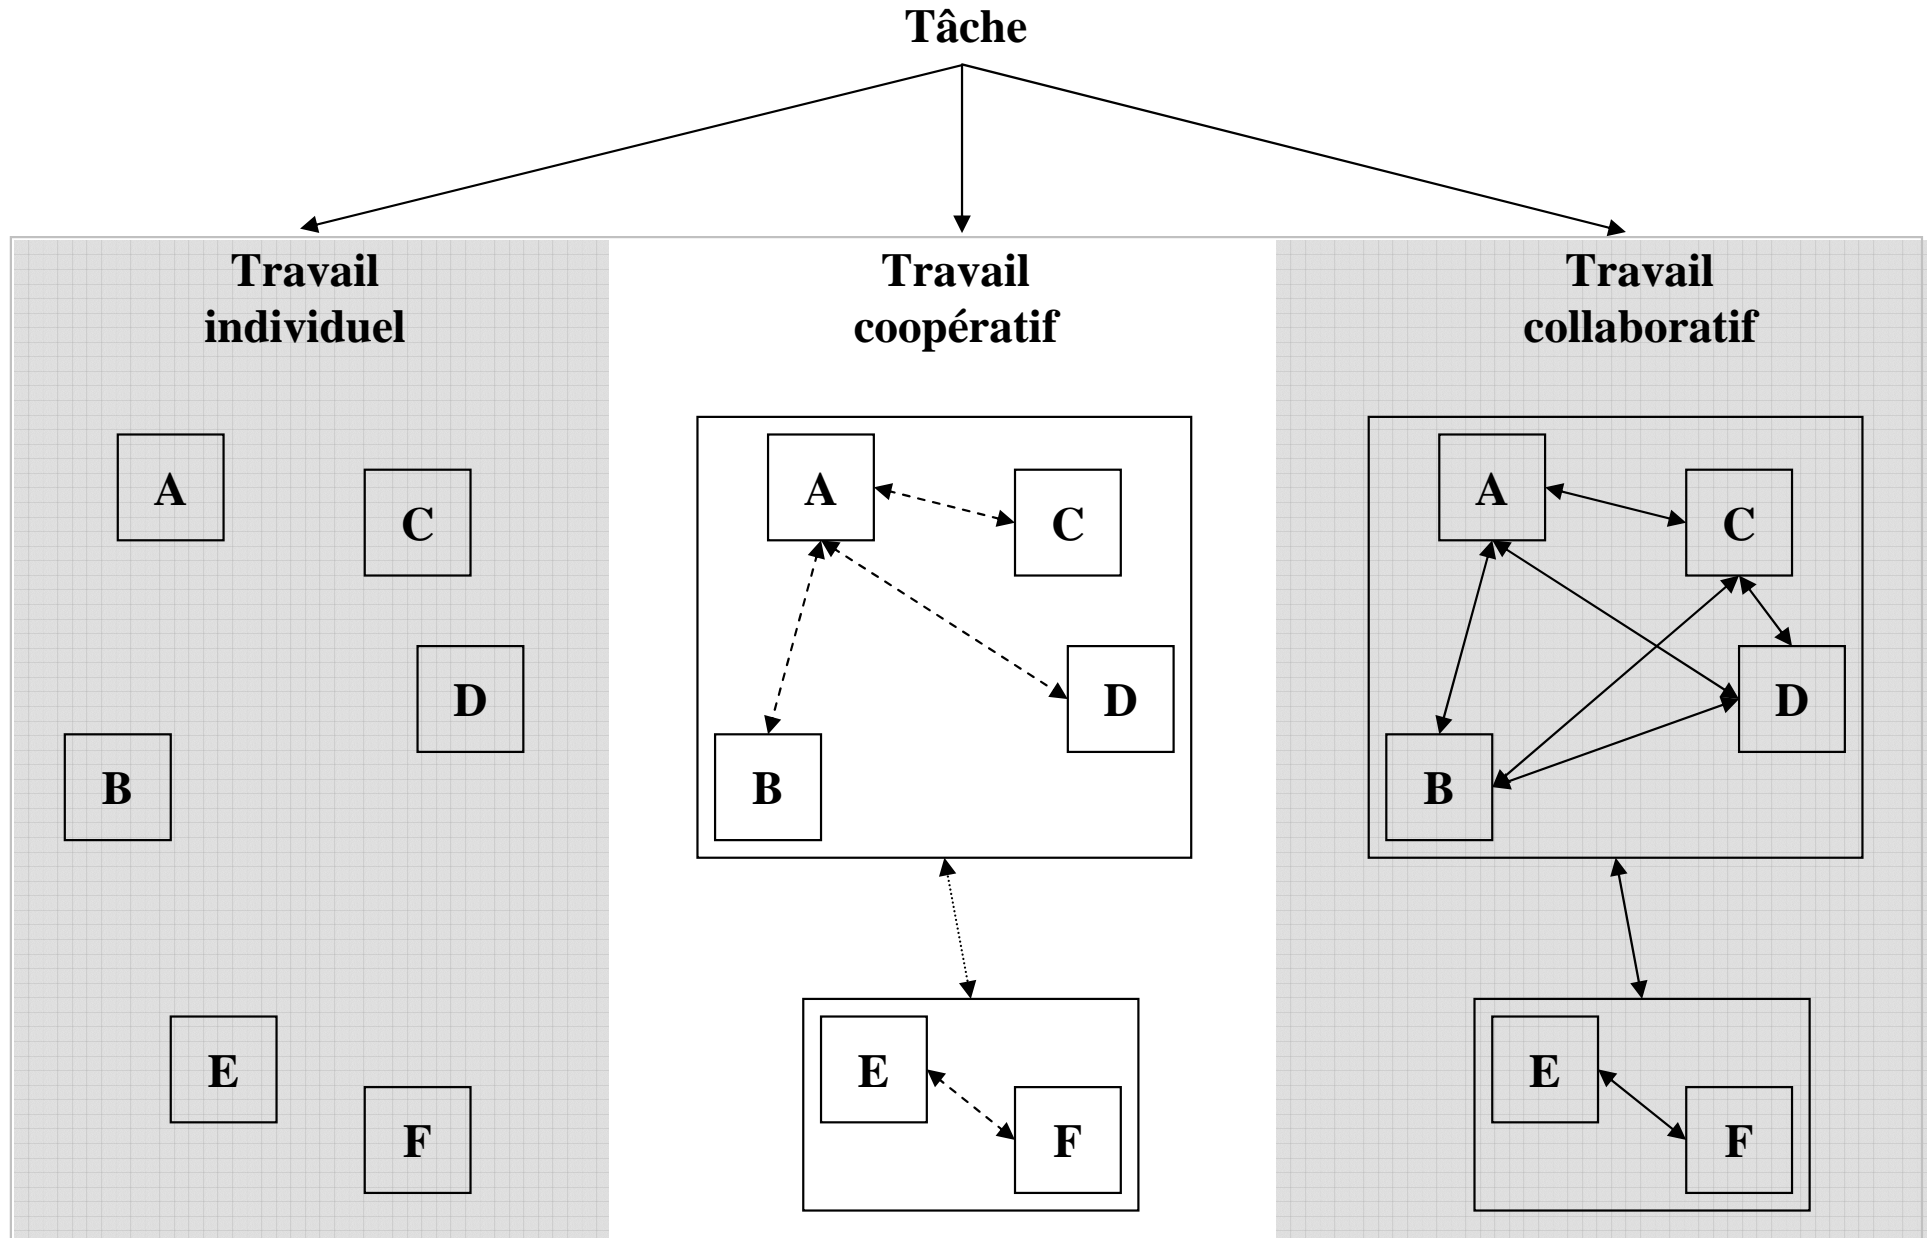 Tâche
Travail
individuel
A
C
D
B
E
F
Travail
coopératif
A
C
D
B
E
F
Travail
collaboratif
A
C
D
B
E
F